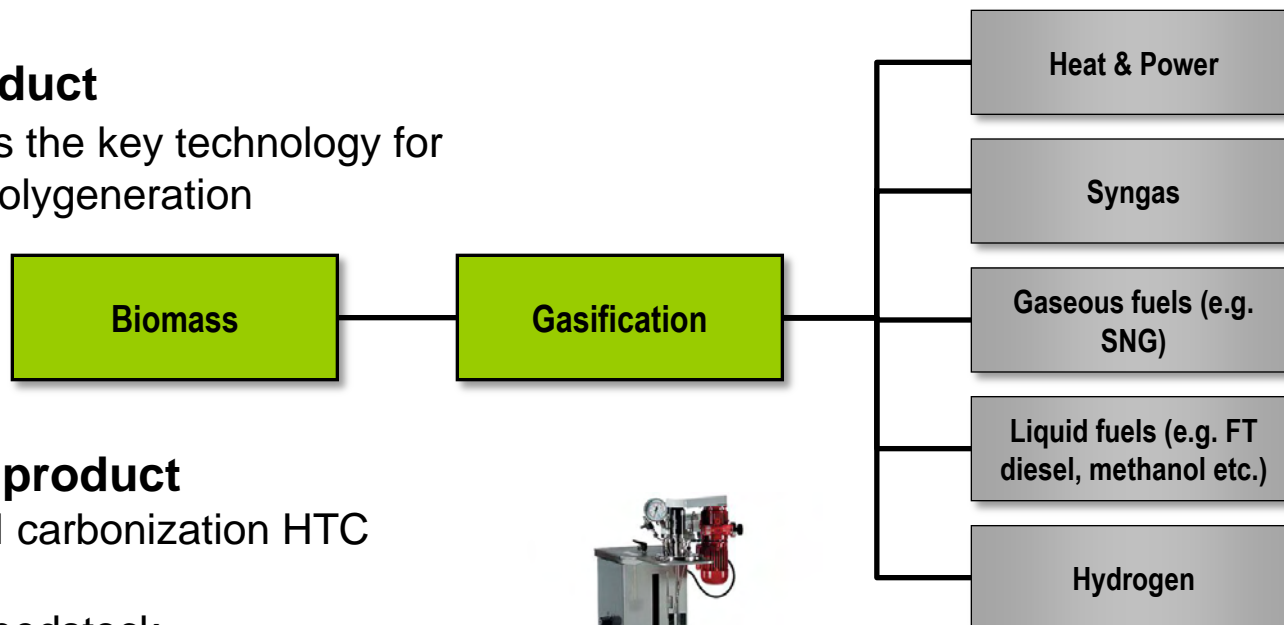 duct
s the key technology for
olygeneration
Biomass
Gasification
Heat & Power
Syngas
Gaseous fuels (e.g.
SNG)
Liquid fuels (e.g. FT
diesel, methanol etc.)
Hydrogen
product
l carbonization HTC
eedstock